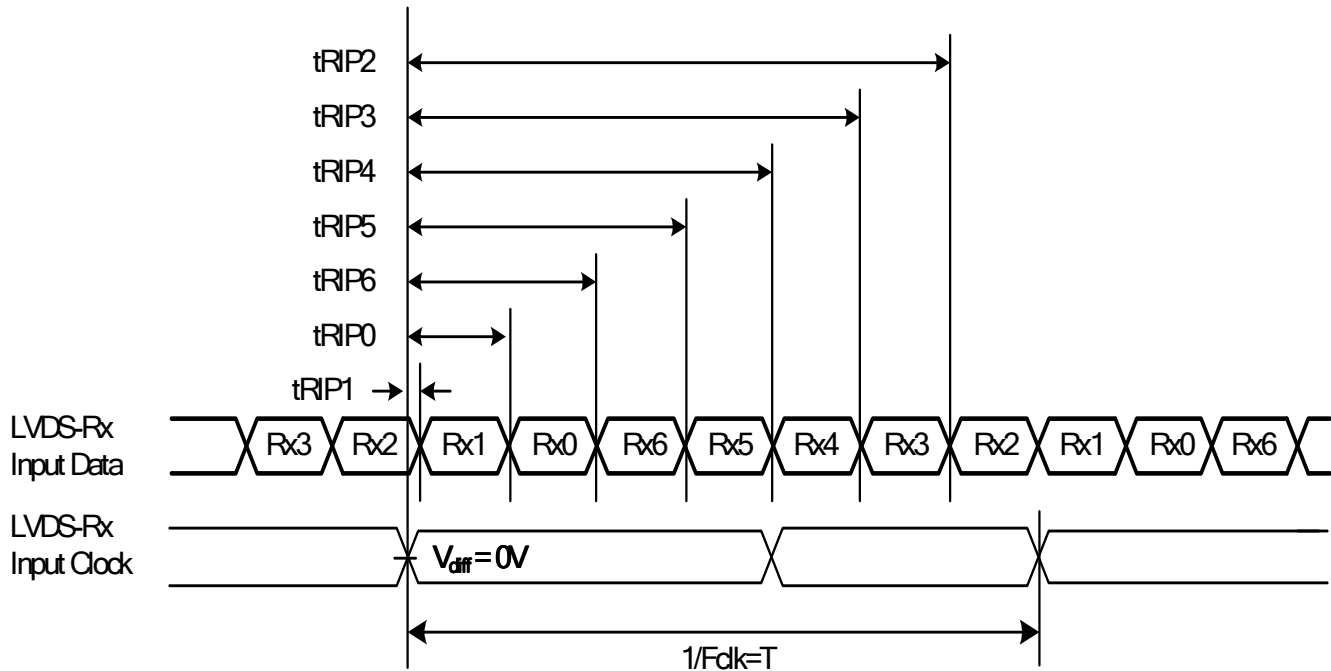 tRIP2
tRIP3
tRIP4
tRIP5
tRIP6
tRIP0
tRIP1
LVDS-Rx
Input Data
Rx3 Rx2 Rx1 Rx0 Rx6 Rx5 Rx4 Rx3 Rx2 Rx1 Rx0 Rx6
LVDS-Rx
Input Clock
Vdiff = 0V
1/Fclk=T